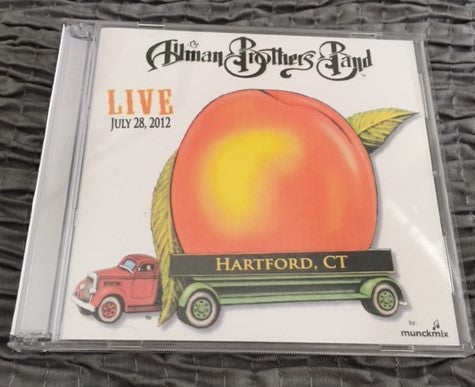 The Allman Brothers Band
LIVE
JULY 28, 2012
HARTFORD, CT
by:
munckmix